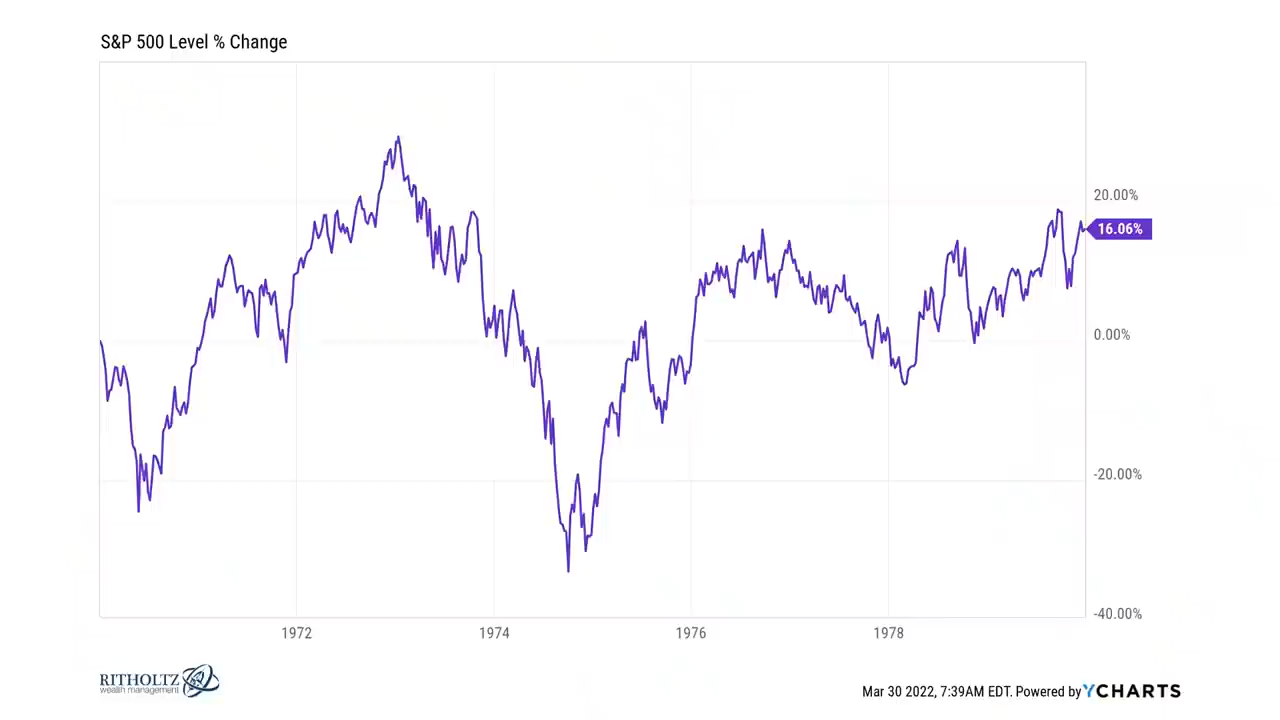 S&P 500 Level % Change
20.00%
16.06%
0.00%
-20.00%
-40.00%
1972 1974 1976 1978
RITHOLTZ
wealth management
Mar 30 2022, 7:39AM EDT. Powered by YCHARTS